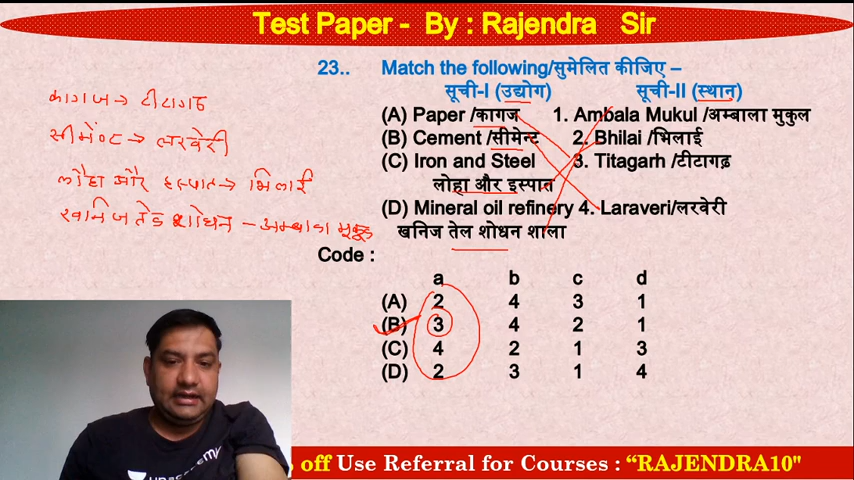 Test Paper - By : Rajendra Sir
23.. Match the following/सुमेलित कीजिए –
सूची-I (उद्योग) सूची-II (स्थान)
(A) Paper /कागज 1. Ambala Mukul /अम्बाला मुकुल
(B) Cement /सीमेन्ट 2. Bhilai /भिलाई
(C) Iron and Steel 3. Titagarh /टीटागढ़
लोहा और इस्पात
(D) Mineral oil refinery 4. Laraveri/लरवेरी
खनिज तेल शोधन शाला
Code :
a b c d
(A) 2 4 3 1
(B) 3 4 2 1
(C) 4 2 1 3
(D) 2 3 1 4
कागज → टीटागढ
सीमेंट → लरवेरी
लोहा और इस्पात → भिलाई
खनिज तेल शोधन - अम्बाला मुकुल
unacademy
off Use Referral for Courses : “RAJENDRA10"